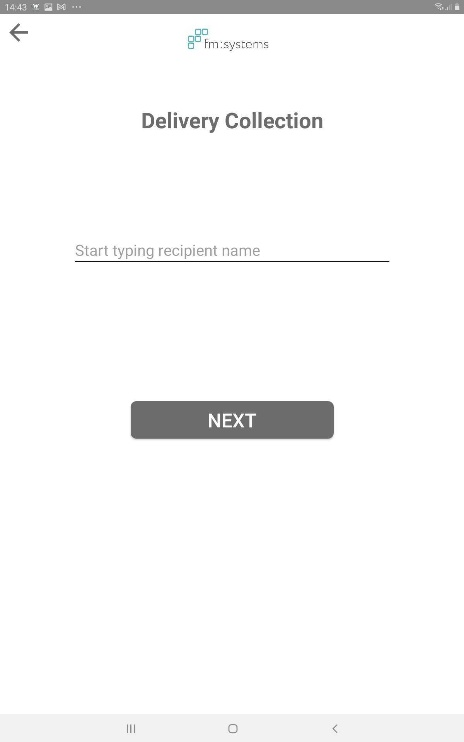 14:43
fm:systems
Delivery Collection
Start typing recipient name
NEXT